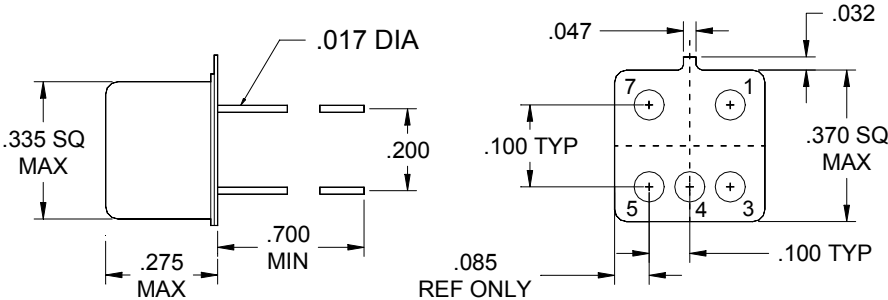 .017 DIA
.335 SQ
MAX
.200
.275
MAX
.700
MIN
.047
.032
7
1
.100 TYP
.370 SQ
MAX
5
4
3
.085
REF ONLY
.100 TYP